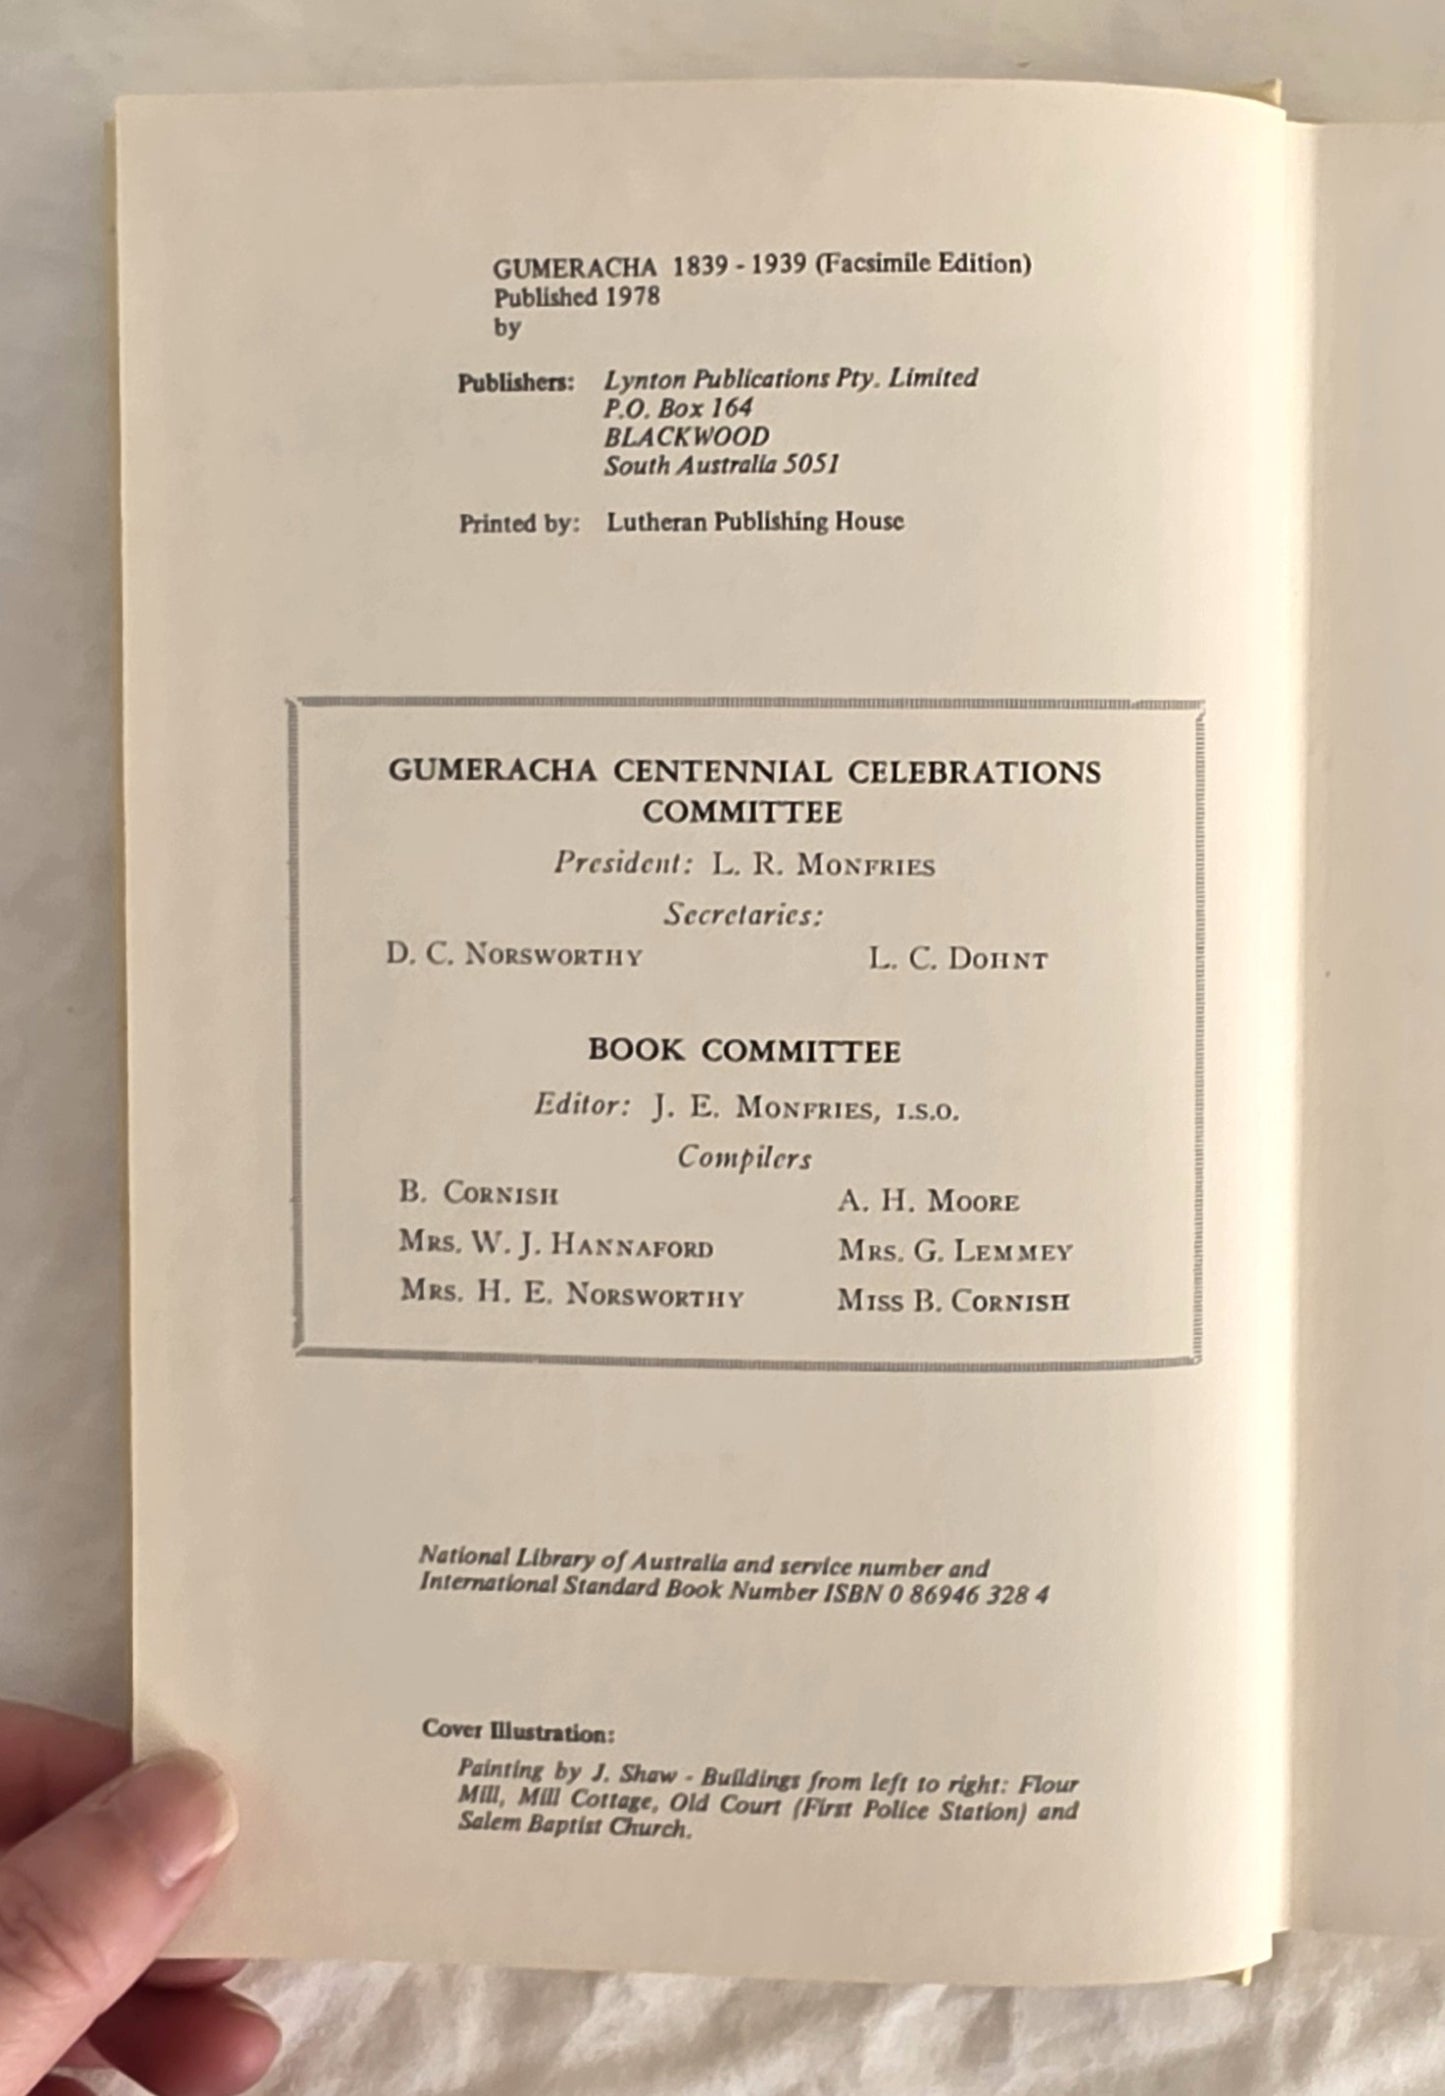 GUMERACHA 1839 - 1939 (Facsimile Edition)
Published 1978
by
Publishers: Lynton Publications Pty. Limited
P.O. Box 164
BLACKWOOD
South Australia 5051
Printed by: Lutheran Publishing House
GUMERACHA CENTENNIAL CELEBRATIONS
COMMITTEE
President: L. R. MONFRIES
Secretaries:
D. C. NORSWORTHY L. C. DOHNT
BOOK COMMITTEE
Editor: J. E. MONFRIES, I.S.O.
Compilers
B. CORNISH A. H. MOORE
MRS. W. J. HANNAFORD MRS. G. LEMMEY
MRS. H. E. NORSWORTHY MISS B. CORNISH
National Library of Australia and service number and
International Standard Book Number ISBN 0 86946 328 4
Cover Illustration:
Painting by J. Shaw - Buildings from left to right: Flour
Mill, Mill Cottage, Old Court (First Police Station) and
Salem Baptist Church.